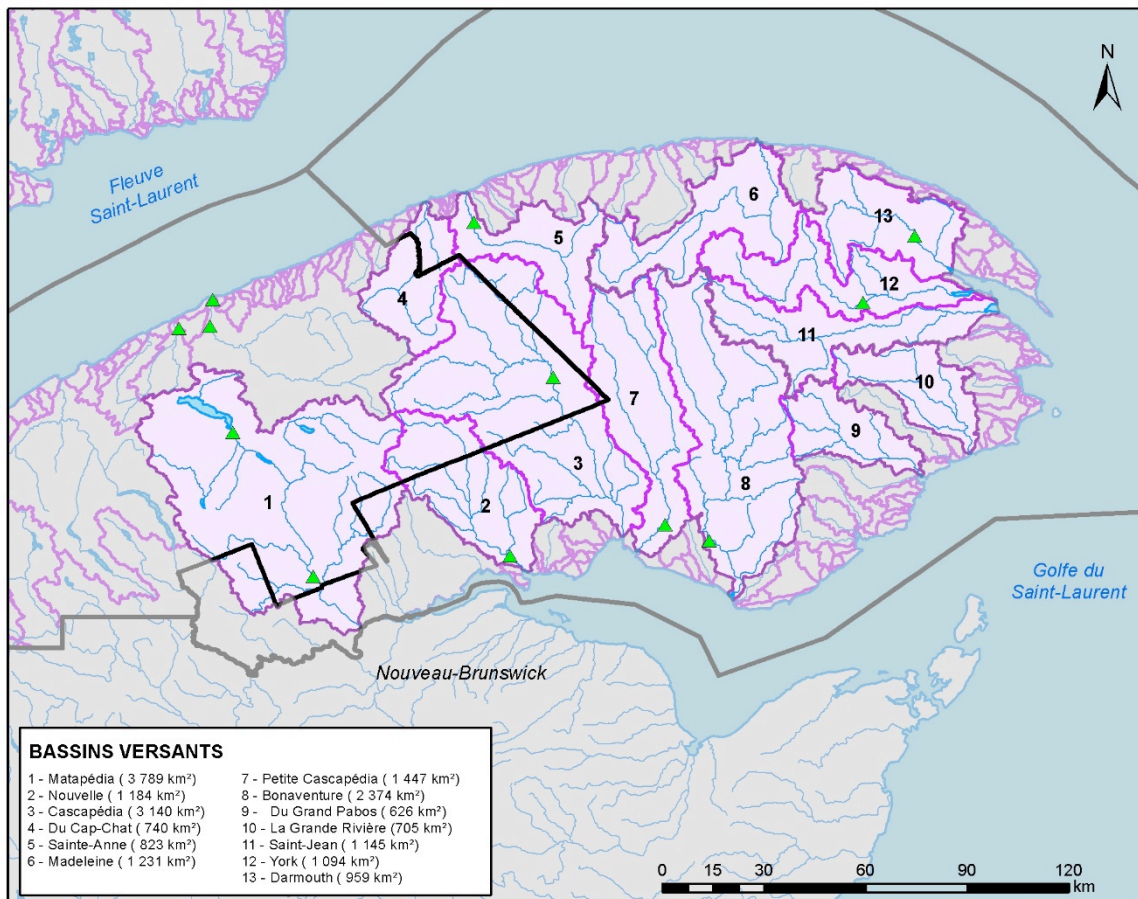 N
Fleuve
Saint-Laurent
6
13
5
12
4
11
10
7
9
3
8
1
2
Golfe du
Saint-Laurent
Nouveau-Brunswick
BASSINS VERSANTS
1 - Matapédia ( 3 789 km²)
2 - Nouvelle ( 1 184 km²)
3 - Cascapédia ( 3 140 km²)
4 - Du Cap-Chat ( 740 km²)
5 - Sainte-Anne ( 823 km²)
6 - Madeleine ( 1 231 km²)
7 - Petite Cascapédia ( 1 447 km²)
8 - Bonaventure ( 2 374 km²)
9 - Du Grand Pabos ( 626 km²)
10 - La Grande Rivière (705 km²)
11 - Saint-Jean ( 1 145 km²)
12 - York ( 1 094 km²)
13 - Darmouth ( 959 km²)
0 15 30 60 90 120
km